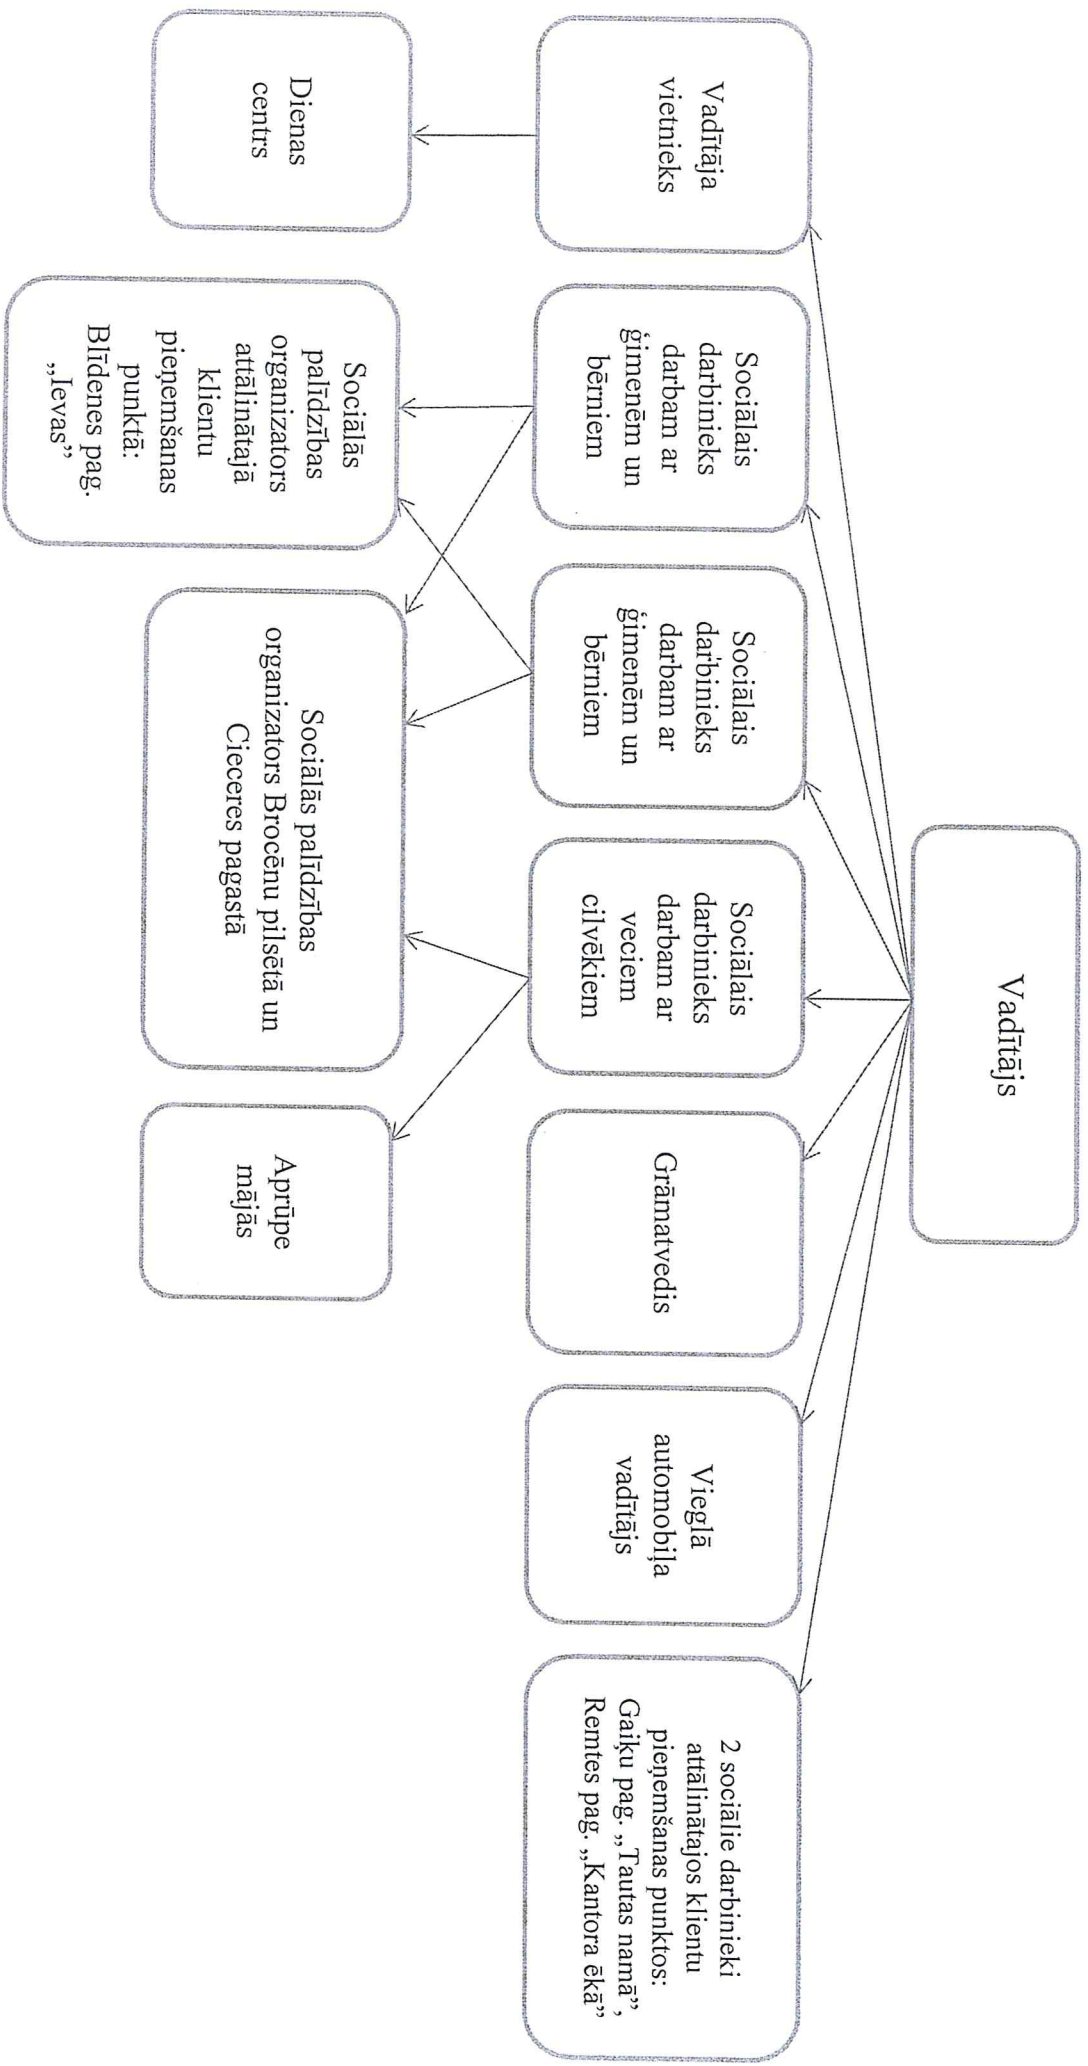 Vadītājs
Vadītāja
vietnieks
Sociālais
darbinieks
darbam ar
ģimenēm un
bērniem
Sociālais
darbinieks
darbam ar
ģimenēm un
bērniem
Sociālais
darbinieks
darbam ar
veciem
cilvēkiem
Grāmatvedis
Vieglā
automobiļa
vadītājs
2 sociālie darbinieki
attālinātajos klientu
pieņemšanas punktos:
Gaiķu pag. „Tautas namā”,
Remtes pag. „Kantora ēkā”
Dienas
centrs
Sociālās
palīdzības
organizators
attālinātajā
klientu
pieņemšanas
punktā:
Blīdenes pag.
„Ievas”
Sociālās palīdzības
organizators Brocēnu pilsētā un
Cieceres pagastā
Aprūpe
mājās